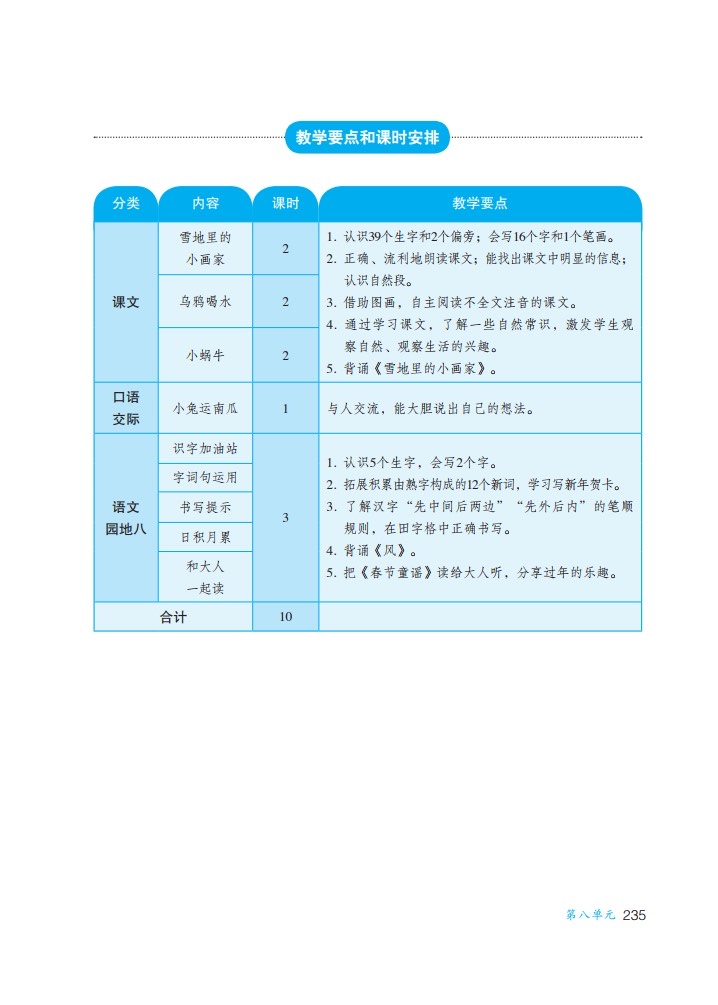 教学要点和课时安排
分类 内容 课时 教学要点
课文
雪地里的
小画家
2
乌鸦喝水
2
小蜗牛
2
1. 认识39个生字和2个偏旁；会写16个字和1个笔画。
2. 正确、流利地朗读课文；能找出课文中明显的信息；
认识自然段。
3. 借助图画，自主阅读不全文注音的课文。
4. 通过学习课文，了解一些自然常识，激发学生观
察自然、观察生活的兴趣。
5. 背诵《雪地里的小画家》。
口语
交际
小兔运南瓜
1
与人交流，能大胆说出自己的想法。
语文
园地八
识字加油站
字词句运用
书写提示
日积月累
和大人
一起读
3
1. 认识5个生字，会写2个字。
2. 拓展积累由熟字构成的12个新词，学习写新年贺卡。
3. 了解汉字“先中间后两边”“先外后内”的笔顺
规则，在田字格中正确书写。
4. 背诵《风》。
5. 把《春节童谣》读给大人听，分享过年的乐趣。
合计 10
第八单元 235